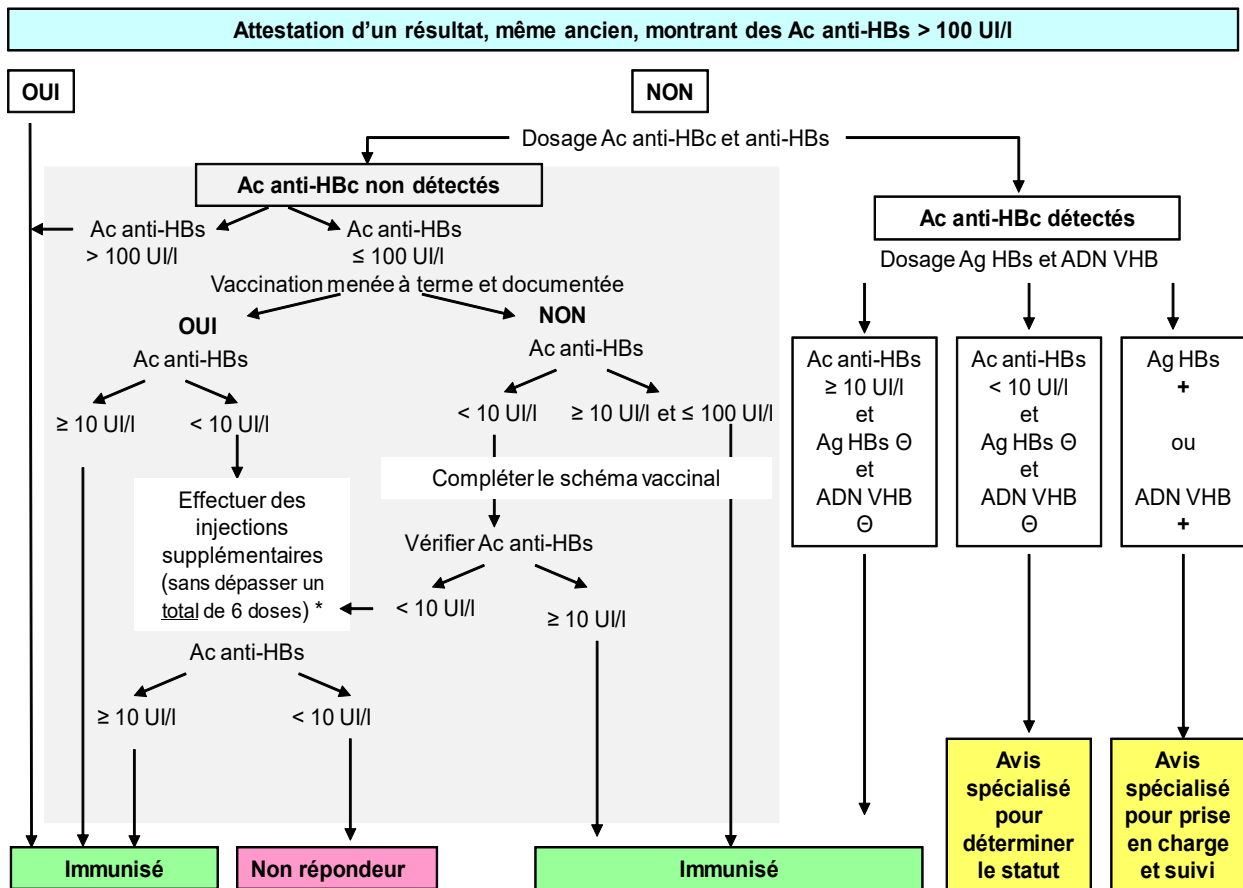 Attestation d'un résultat, même ancien, montrant des Ac anti-HBs > 100 UI/l
OUI
NON
Dosage Ac anti-HBc et anti-HBs
Ac anti-HBc non détectés
Ac anti-HBs
> 100 UI/l
Ac anti-HBs
≤ 100 UI/l
Vaccination menée à terme et documentée
OUI
Ac anti-HBs
≥ 10 UI/l
< 10 UI/l
Effectuer des
injections
supplémentaires
(sans dépasser un
total de 6 doses) *
Ac anti-HBs
≥ 10 UI/l
< 10 UI/l
NON
Ac anti-HBs
< 10 UI/l
≥ 10 UI/l et ≤ 100 UI/l
Compléter le schéma vaccinal
Vérifier Ac anti-HBs
< 10 UI/l
≥ 10 UI/l
Ac anti-HBc détectés
Dosage Ag HBs et ADN VHB
Ac anti-HBs
≥ 10 UI/l
et
Ag HBs Θ
et
ADN VHB
Θ
Ac anti-HBs
< 10 UI/l
et
Ag HBs Θ
et
ADN VHB
Θ
Ag HBs
+
ou
ADN VHB
+
Immunisé
Non répondeur
Immunisé
Avis
spécialisé
pour
déterminer
le statut
Avis
spécialisé
pour prise
en charge
et suivi